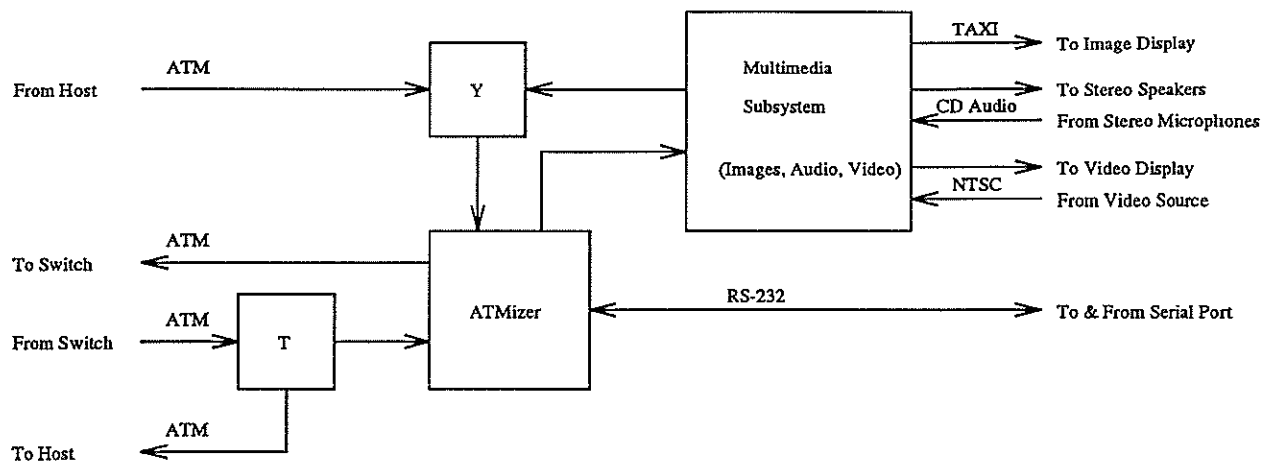 TAXI
To Image Display
ATM
Multimedia
From Host
Y
To Stereo Speakers
Subsystem
CD Audio
From Stereo Microphones
(Images, Audio, Video)
To Video Display
NTSC
From Video Source
ATM
To Switch
RS-232
ATMizer
To & From Serial Port
ATM
From Switch
T
ATM
To Host